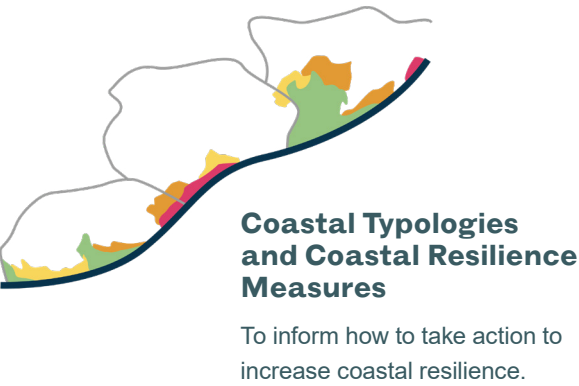 Coastal Typologies
and Coastal Resilience
Measures
To inform how to take action to
increase coastal resilience.